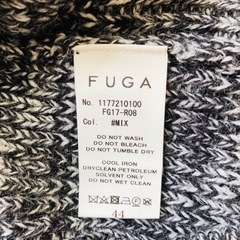 FUGA
No. 1177210100
FG17-R08
Col. #MIX
DO NOT WASH
DO NOT BLEACH
DO NOT TUMBLE DRY
COOL IRON
DRYCLEAN PETROLEUM
SOLVENT ONLY
DO NOT WET CLEAN
44